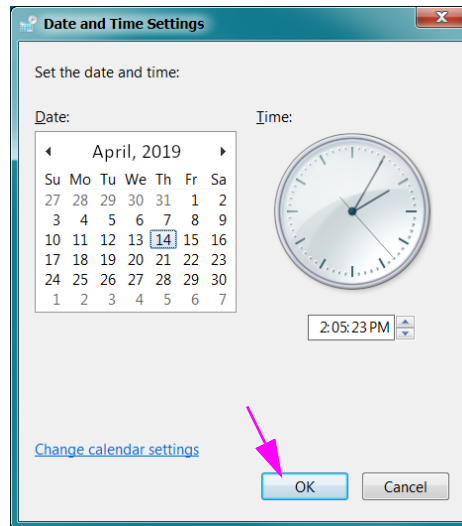 Date and Time Settings
X
Set the date and time:
Date:
Time:
April, 2019
Su Mo Tu We Th Fr Sa
27 28 29 30 31 1 2
3 4 5 6 7 8 9
10 11 12 13 14 15 16
17 18 19 20 21 22 23
24 25 26 27 28 29 30
1 2 3 4 5 6 7
2:05:23 PM
Change calendar settings
OK
Cancel